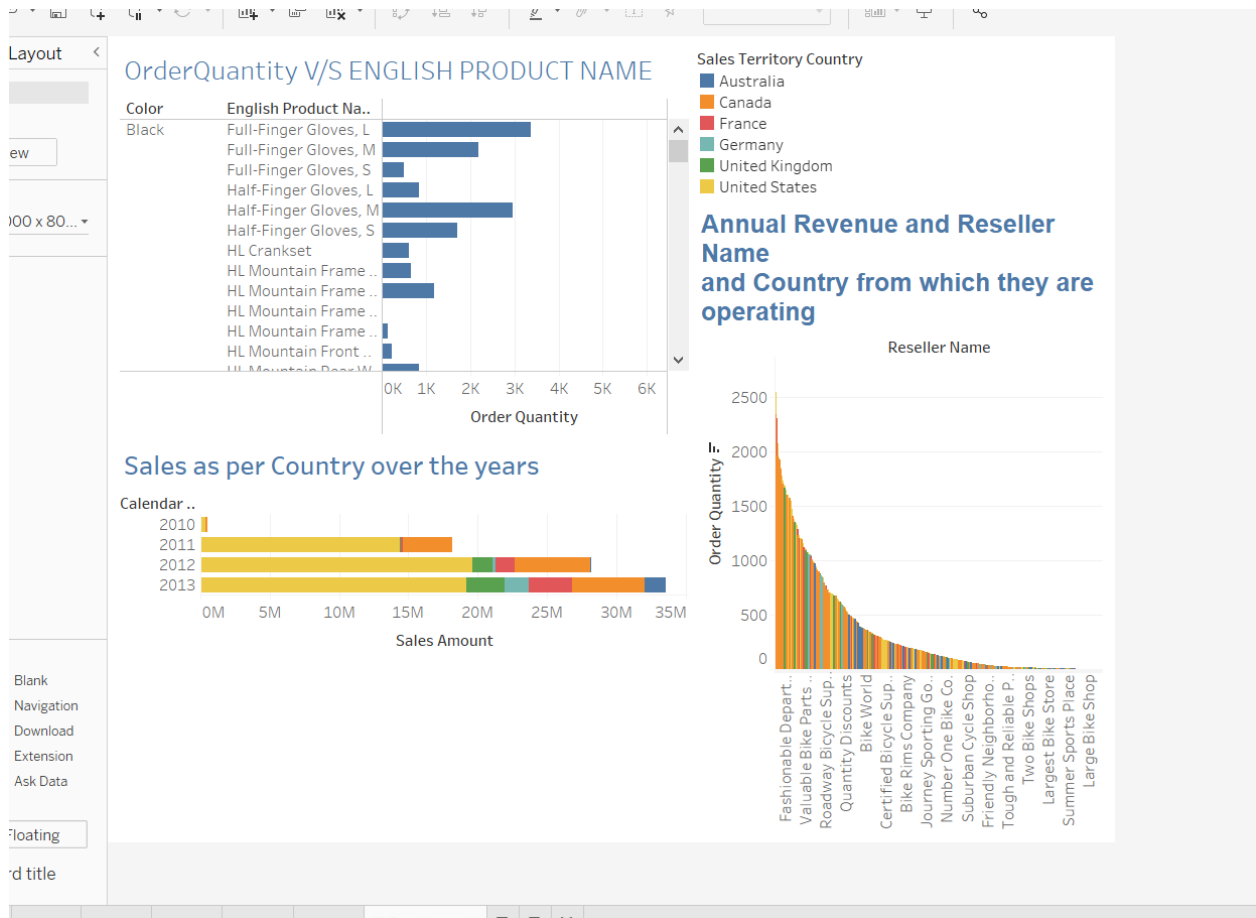 Layout
ew
000 x 80...
Blank
Navigation
Download
Extension
Ask Data
Floating
rd title
OrderQuantity V/S ENGLISH PRODUCT NAME
Color English Product Na..
Black Full-Finger Gloves, L
Full-Finger Gloves, M
Full-Finger Gloves, S
Half-Finger Gloves, L
Half-Finger Gloves, M
Half-Finger Gloves, S
HL Crankset
HL Mountain Frame ..
HL Mountain Frame ..
HL Mountain Frame ..
HL Mountain Frame ..
HL Mountain Front ..
HL Mountain Rear W..
0K 1K 2K 3K 4K 5K 6K
Order Quantity
Sales as per Country over the years
Calendar ..
2010
2011
2012
2013
0M 5M 10M 15M 20M 25M 30M 35M
Sales Amount
Sales Territory Country
Australia
Canada
France
Germany
United Kingdom
United States
Annual Revenue and Reseller
Name
and Country from which they are
operating
Reseller Name
2500
2000
1500
1000
500
0
Order Quantity
Fashionable Depart..
Valuable Bike Parts ..
Roadway Bicycle Sup..
Quantity Discounts
Bike World
Certified Bicycle Sup..
Bike Rims Company
Journey Sporting Go..
Number One Bike Co.
Suburban Cycle Shop
Friendly Neighborho..
Tough and Reliable P..
Two Bike Shops
Largest Bike Store
Summer Sports Place
Large Bike Shop